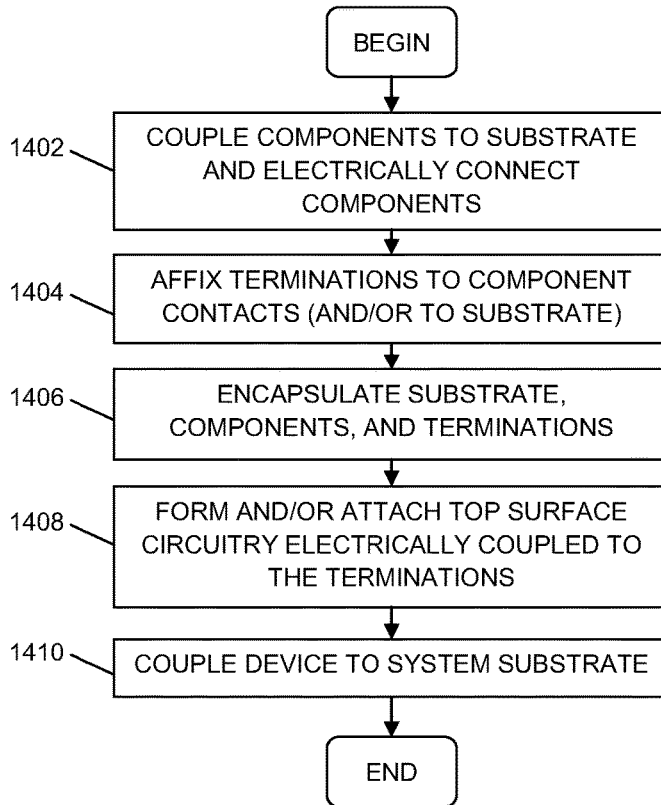 BEGIN
1402
COUPLE COMPONENTS TO SUBSTRATE
AND ELECTRICALLY CONNECT
COMPONENTS
1404
AFFIX TERMINATIONS TO COMPONENT
CONTACTS (AND/OR TO SUBSTRATE)
1406
ENCAPSULATE SUBSTRATE,
COMPONENTS, AND TERMINATIONS
1408
FORM AND/OR ATTACH TOP SURFACE
CIRCUITRY ELECTRICALLY COUPLED TO
THE TERMINATIONS
1410
COUPLE DEVICE TO SYSTEM SUBSTRATE
END